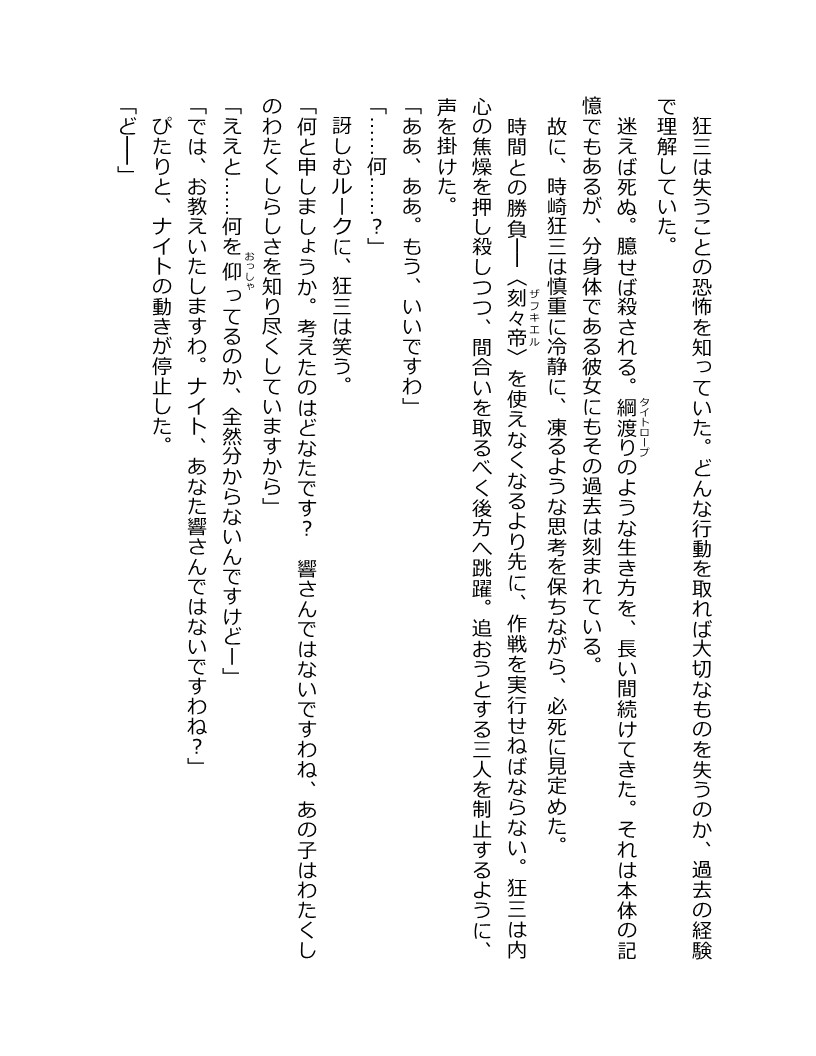 狂三は失うことの恐怖を知っていた。どんな行動を取れば大切なものを失うのか、過去の経験
で理解していた。
迷えば死ぬ。臆せば殺される。綱渡りのような生き方を、長い間続けてきた。それは本体の記
タイトロープ
憶でもあるが、分身体である彼女にもその過去は刻まれている。
故に、時崎狂三は慎重に冷静に、凍るような思考を保ちながら、必死に見定めた。
時間との勝負──〈刻々帝〉を使えなくなるより先に、作戦を実行せねばならない。狂三は内
ザフキエル
心の焦燥を押し殺しつつ、間合いを取るべく後方へ跳躍。追おうとする三人を制止するように、
声を掛けた。
「ああ、ああ。もう、いいですわ」
「……何……？」
訝しむルークに、狂三は笑う。
「何と申しましょうか。考えたのはどなたです？　響さんではないですわね、あの子はわたくし
のわたくしらしさを知り尽くしていますから」
「ええと……何を仰ってるのか、全然分からないんですけどー」
おっしゃ
「では、お教えいたしますわ。ナイト、あなた響さんではないですわね？」
ぴたりと、ナイトの動きが停止した。
「ど──」